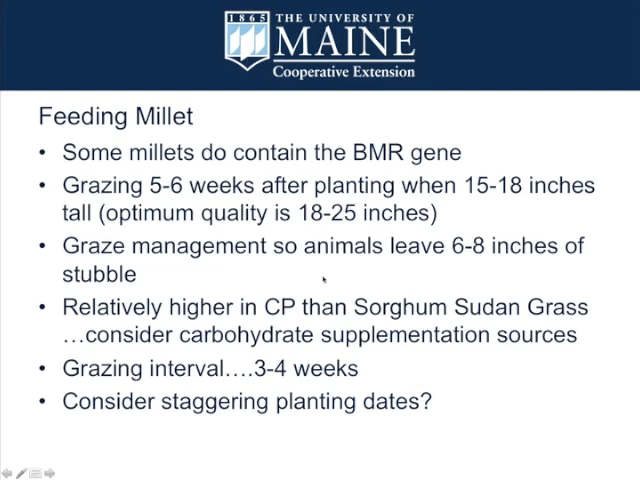 1865
THE UNIVERSITY OF
MAINE
Cooperative Extension
Feeding Millet
• Some millets do contain the BMR gene
• Grazing 5-6 weeks after planting when 15-18 inches
tall (optimum quality is 18-25 inches)
• Graze management so animals leave 6-8 inches of
stubble
• Relatively higher in CP than Sorghum Sudan Grass
…consider carbohydrate supplementation sources
• Grazing interval….3-4 weeks
• Consider staggering planting dates?